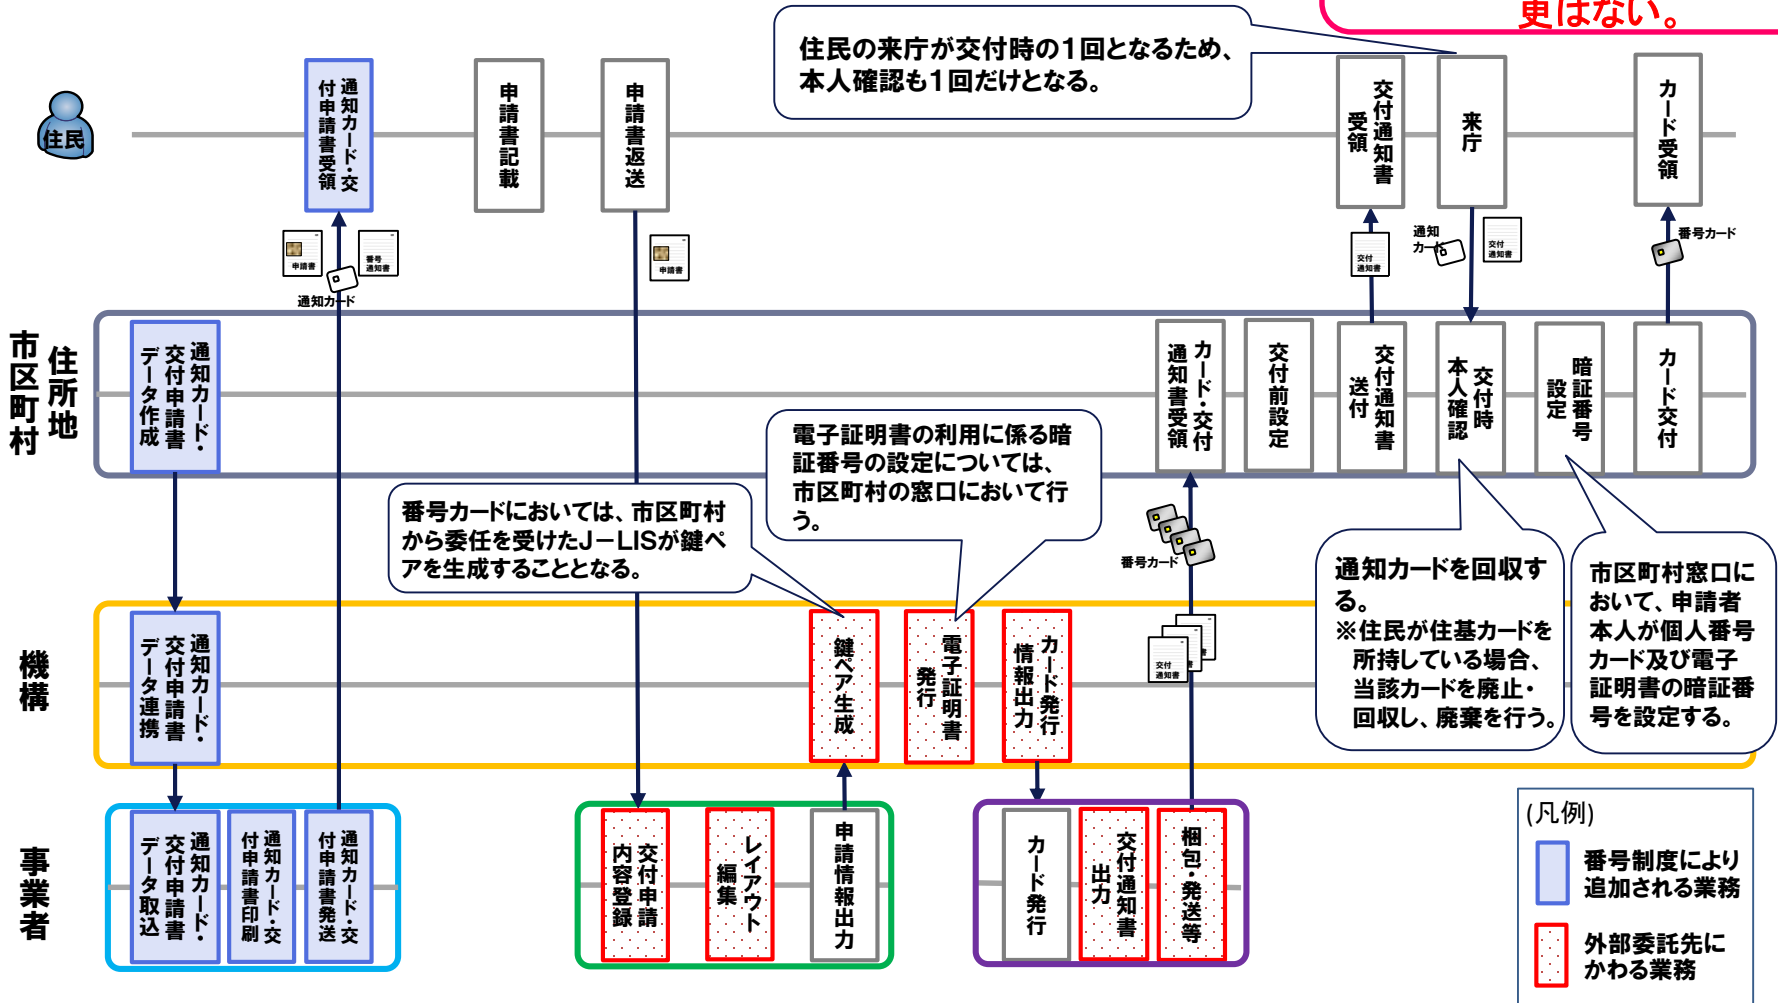 更はない。
住民の来庁が交付時の1回となるため、
本人確認も1回だけとなる。
住民
通知カード・交
付申請書受領
申請書記載
申請書返送
交付通知書
受領
来庁
カード受領
申請書
番号
通知書
通知カード
申請書
交付
通知書
通知
カード
交付
通知書
番号カード
住所地
市区町村
通知カード・
交付申請書
データ作成
カード・交付
通知書受領
交付前設定
交付通知書
送付
交付時
本人確認
暗証番号
設定
カード交付
電子証明書の利用に係る暗
証番号の設定については、
市区町村の窓口において行
う。
番号カードにおいては、市区町村
から委任を受けたJ-LISが鍵ペ
アを生成することとなる。
番号カード
交付
通知書
書
書
通知カードを回収す
る。
※住民が住基カードを
所持している場合、
当該カードを廃止・
回収し、廃棄を行う。
市区町村窓口に
おいて、申請者
本人が個人番号
カード及び電子
証明書の暗証番
号を設定する。
機構
通知カード・
交付申請書
データ連携
鍵ペア生成
電子証明書
発行
カード発行
情報出力
事業者
通知カード・
交付申請書
データ取込
通知カード・交
付申請書印刷
通知カード・交
付申請書発送
交付申請
内容登録
レイアウト
編集
申請情報出力
カード発行
交付通知書
出力
梱包・発送等
(凡例)
番号制度により
追加される業務
外部委託先に
かわる業務